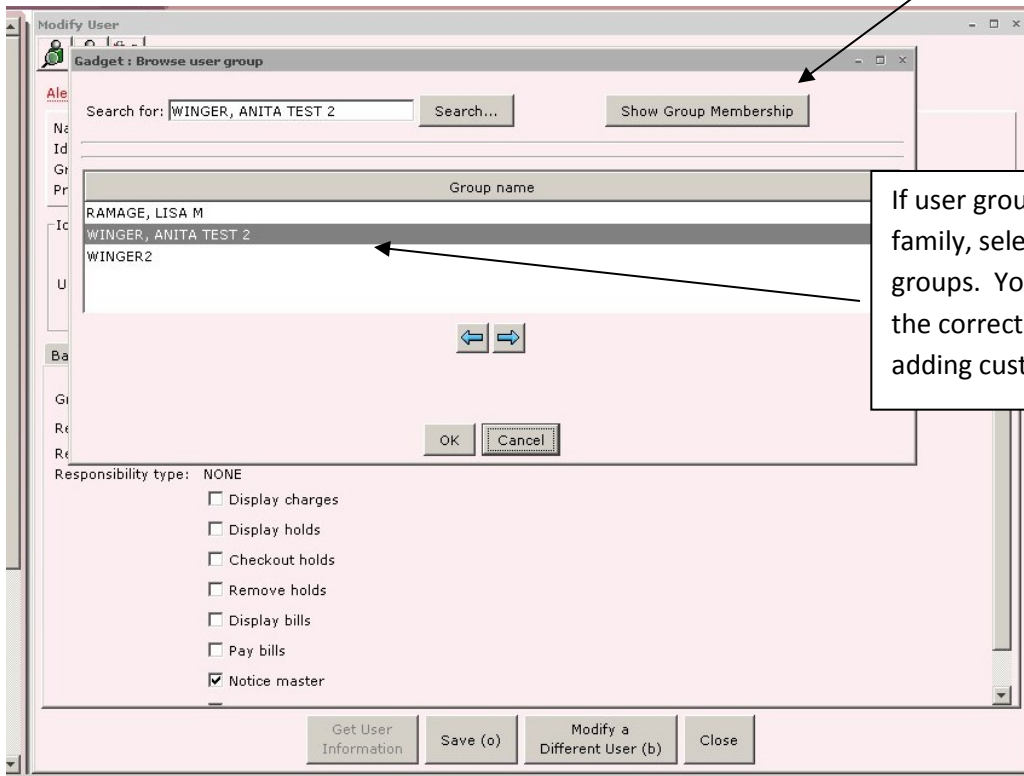 Modify User
Gadget : Browse user group
Ale
Search for: WINGER, ANITA TEST 2 Search... Show Group Membership
Na
Id
Gr
Pr
Group name
RAMAGE, LISA M
WINGER, ANITA TEST 2
WINGER2
Id
U
If user grou
family, sele
groups. Yo
the correct
adding cust
Ba
Gr
Re
Re
OK Cancel
Responsibility type: NONE
Display charges
Display holds
Checkout holds
Remove holds
Display bills
Pay bills
Notice master
Get User Information
Save (o)
Modify a Different User (b)
Close